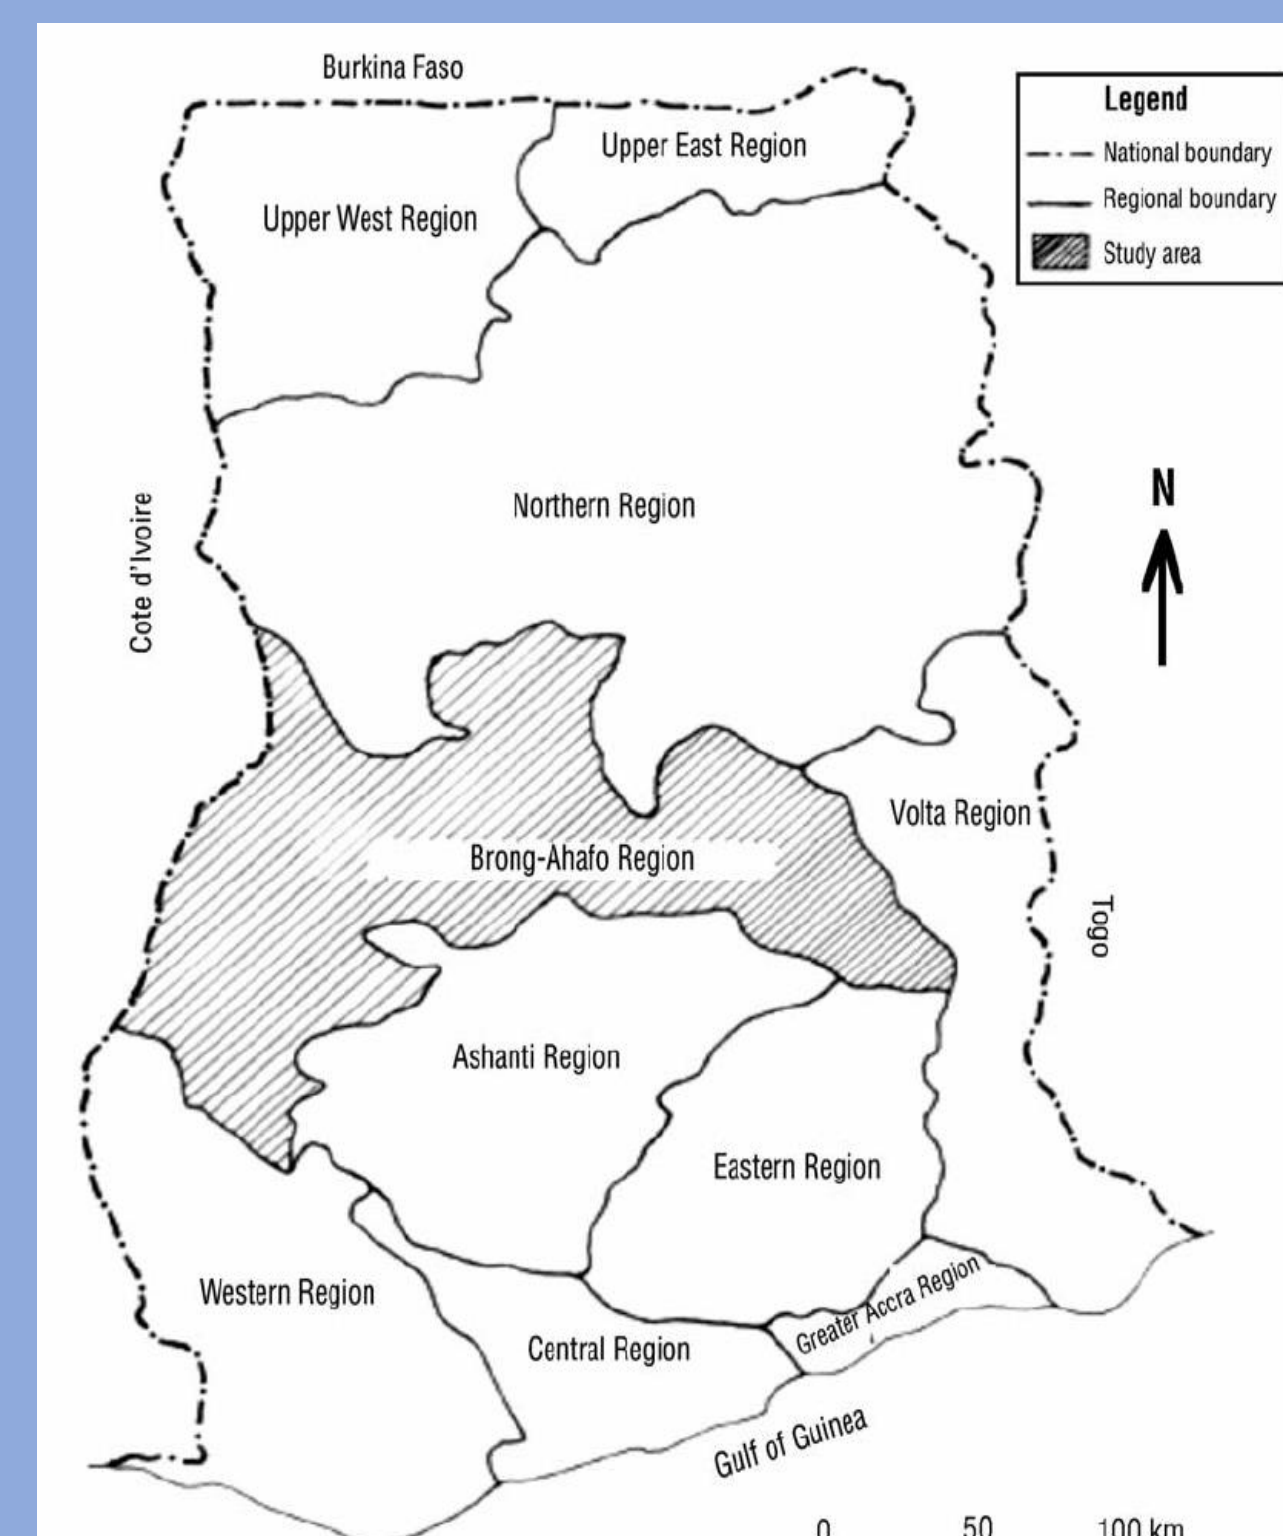 Burkina Faso
Legend
National boundary
Regional boundary
Study area
Upper East Region
Upper West Region
N
Northern Region
Cote d'Ivoire
Volta Region
Brong-Ahafo Region
Togo
Ashanti Region
Eastern Region
Western Region
Greater Accra Region
Central Region
Gulf of Guinea
0 50 100 km